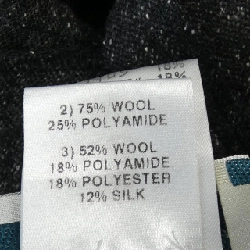 2) 75% WOOL
25% POLYAMIDE
3) 52% WOOL
18% POLYAMIDE
18% POLYESTER
12% SILK